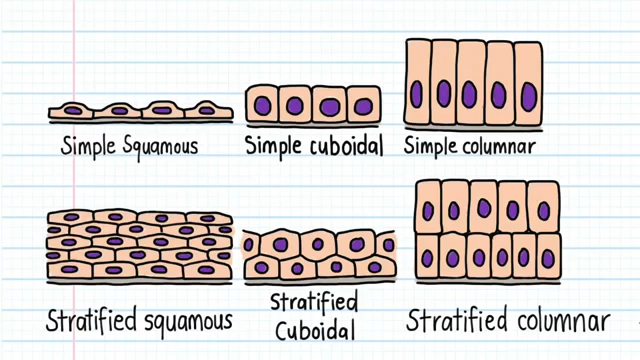 Simple Squamous
Simple cuboidal
Simple columnar
Stratified squamous
Stratified
Cuboidal
Stratified columnar